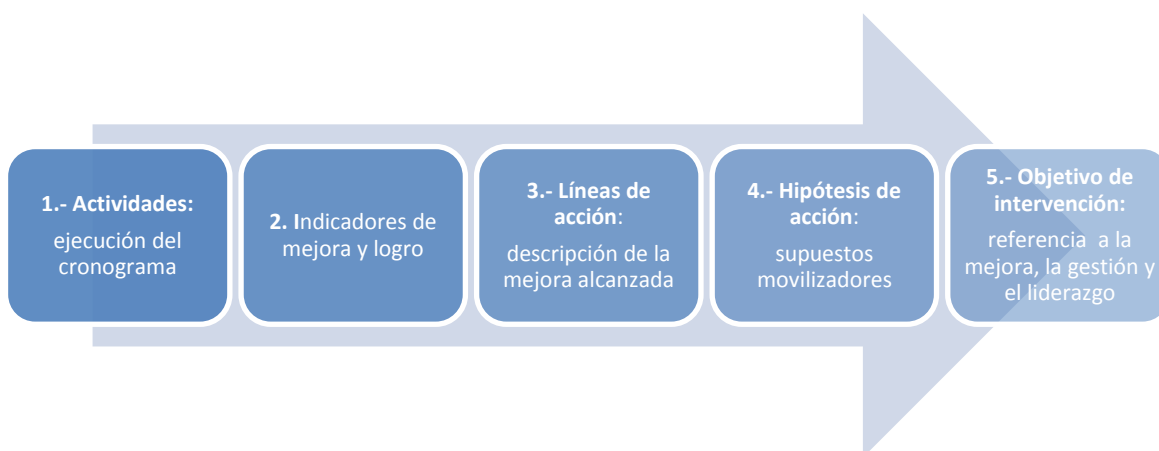 1.- Actividades:
ejecución del
cronograma
2. Indicadores de
mejora y logro
3.- Líneas de
acción:
descripción de la
mejora alcanzada
4.- Hipótesis de
acción:
supuestos
movilizadores
5.- Objetivo de
intervención:
referencia a la
mejora, la gestión y
el liderazgo